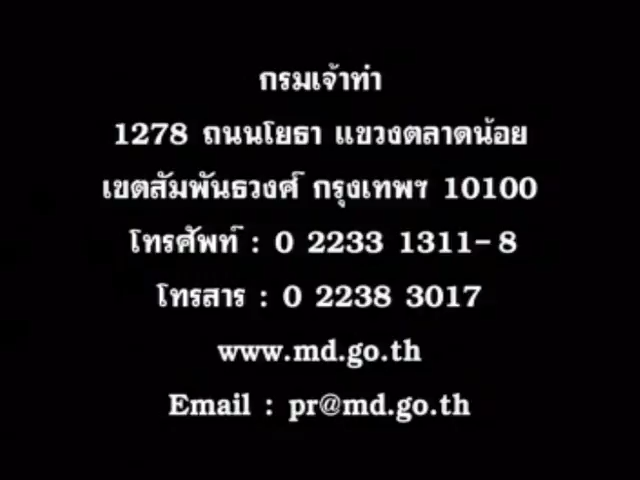 กรมเจ้าท่า
1278 ถนนโยธา แขวงตลาดน้อย
เขตสัมพันธวงศ์ กรุงเทพฯ 10100
โทรศัพท์ : 0 2233 1311-8
โทรสาร : 0 2238 3017
www.md.go.th
Email : pr@md.go.th